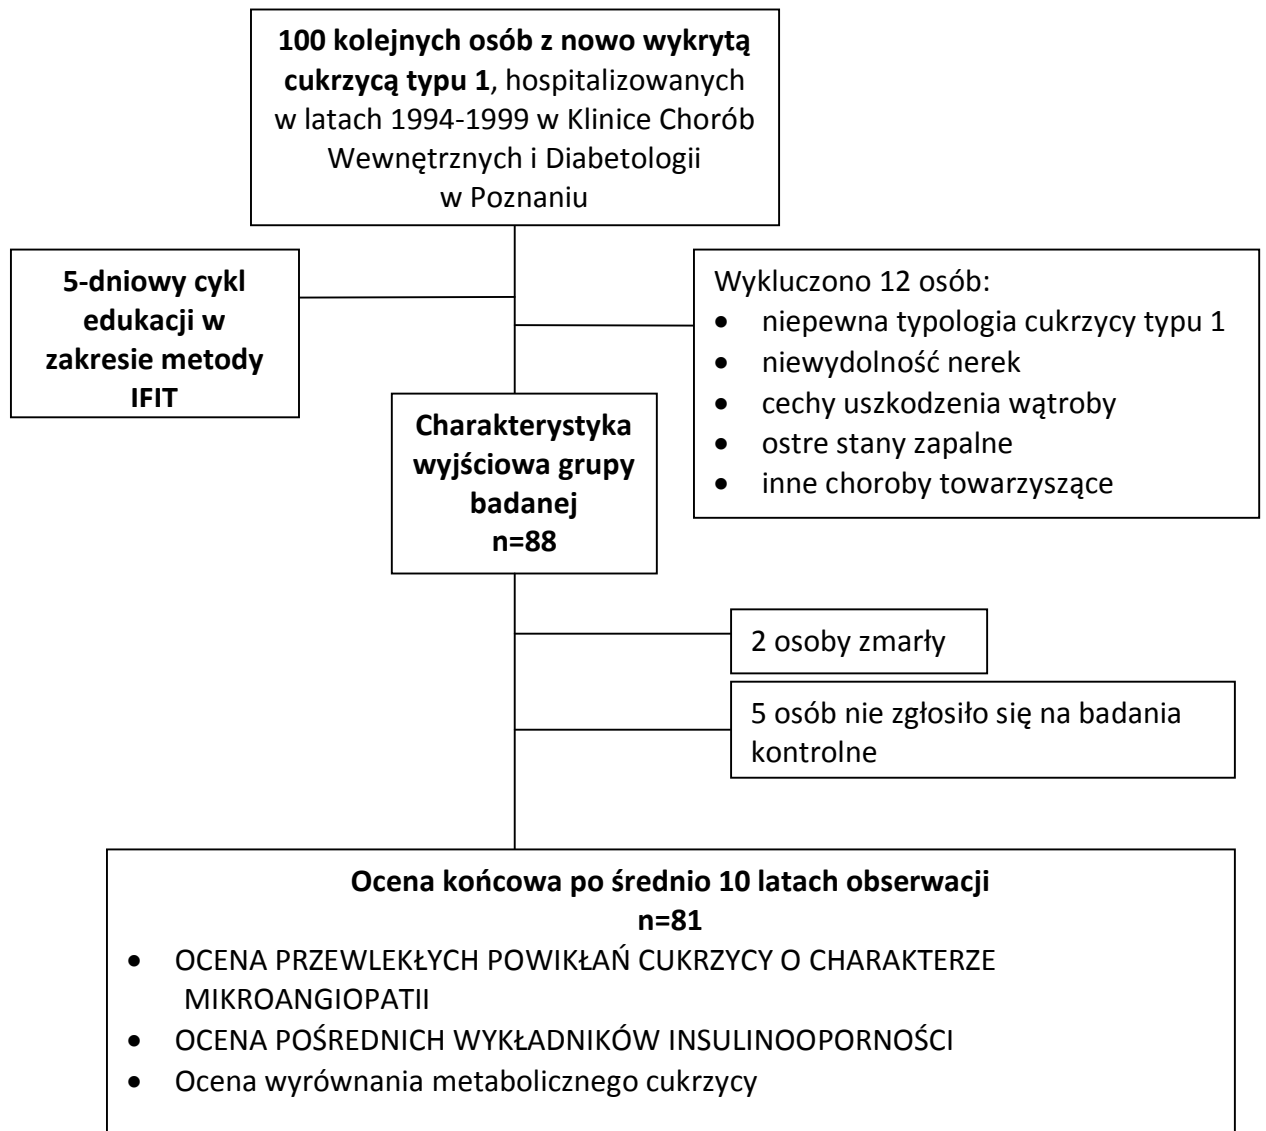 100 kolejnych osób z nowo wykrytą
cukrzycą typu 1, hospitalizowanych
w latach 1994-1999 w Klinice Chorób
Wewnętrznych i Diabetologii
w Poznaniu
5-dniowy cykl
edukacji w
zakresie metody
IFIT
Wykluczono 12 osób:
• niepewna typologia cukrzycy typu 1
• niewydolność nerek
• cechy uszkodzenia wątroby
• ostre stany zapalne
• inne choroby towarzyszące
Charakterystyka
wyjściowa grupy
badanej
n=88
2 osoby zmarły
5 osób nie zgłosiło się na badania
kontrolne
Ocena końcowa po średnio 10 latach obserwacji
n=81
• OCENA PRZEWLEKŁYCH POWIKŁAŃ CUKRZYCY O CHARAKTERZE
MIKROANGIOPATII
• OCENA POŚREDNICH WYKŁADNIKÓW INSULINOOPORNOŚCI
• Ocena wyrównania metabolicznego cukrzycy